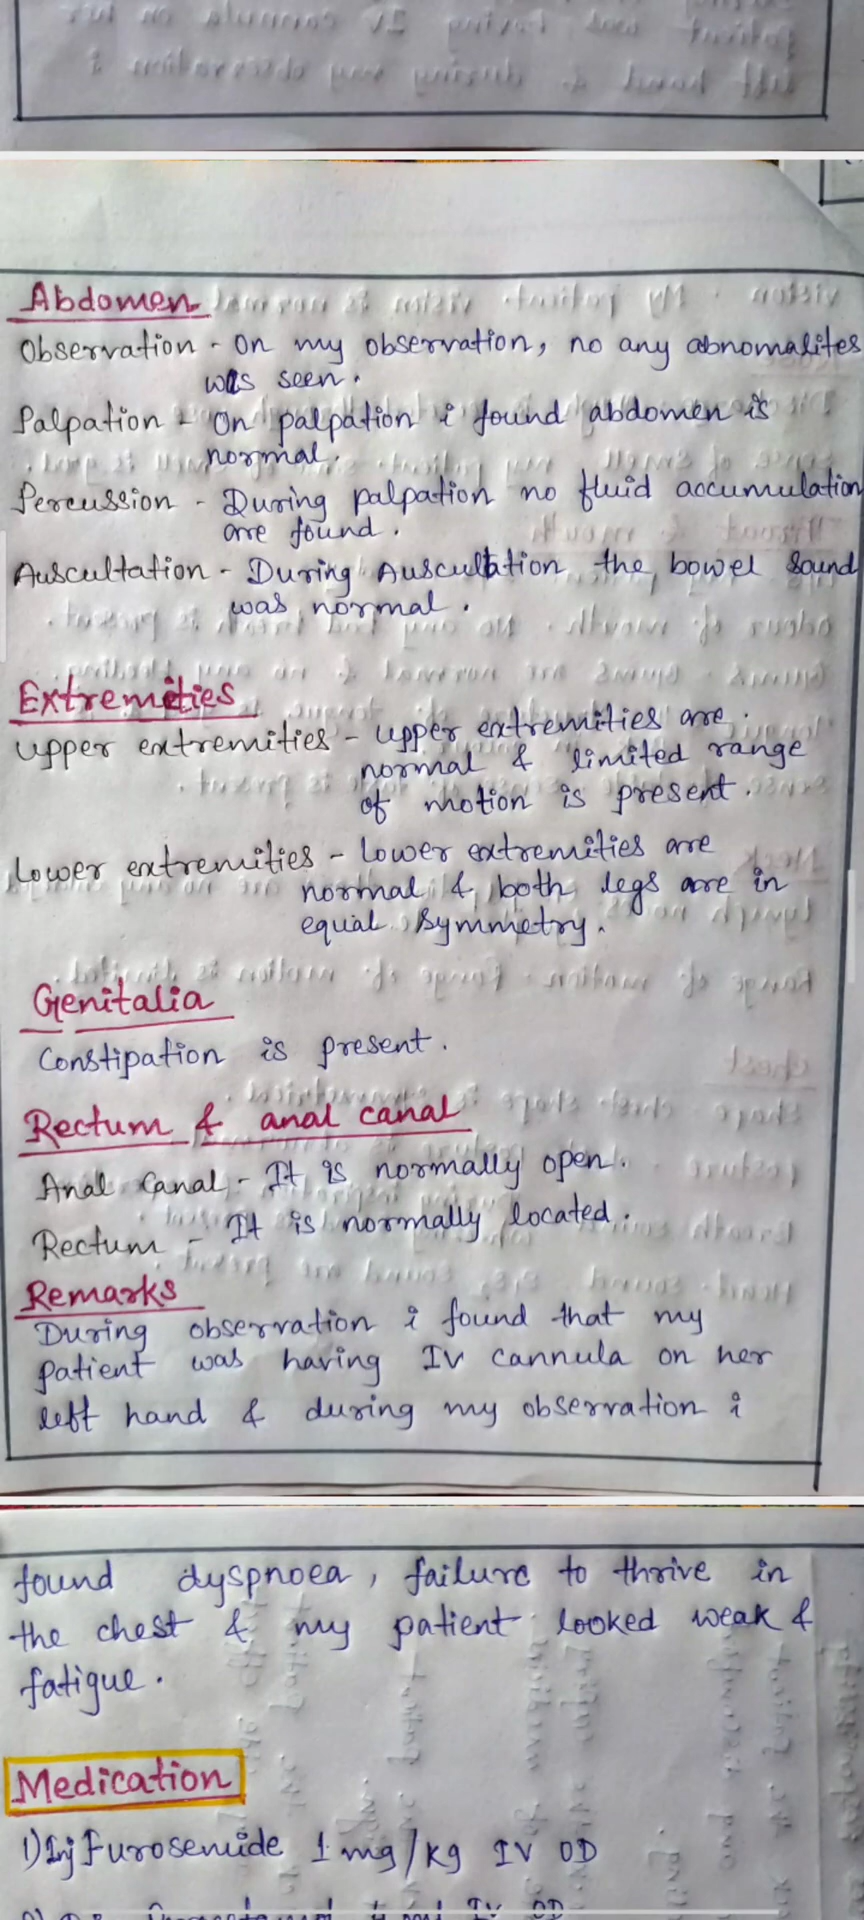 Abdomen
Observation - On my observation, no any abnomalites
was seen.
Palpation - On palpation i found abdomen is
normal.
Percussion - During palpation no fluid accumulation
are found.
Auscultation - During Auscultation the bowel sound
was normal.
Extremities
Upper extremities - upper extremities are
normal & limited range
of motion is present.
Lower extremities - lower extremities are
normal & both legs are in
equal symmetry.
Genitalia
Constipation is present.
Rectum & anal canal
Anal Canal - It is normally open.
Rectum - It is normally located.
Remarks
During observation i found that my
patient was having IV cannula on her
left hand & during my observation i
found dyspnoea, failure to thrive in
the chest & my patient looked weak &
fatigue.
Medication
1) Inj Furosemide 1 mg/kg IV OD
IV OD